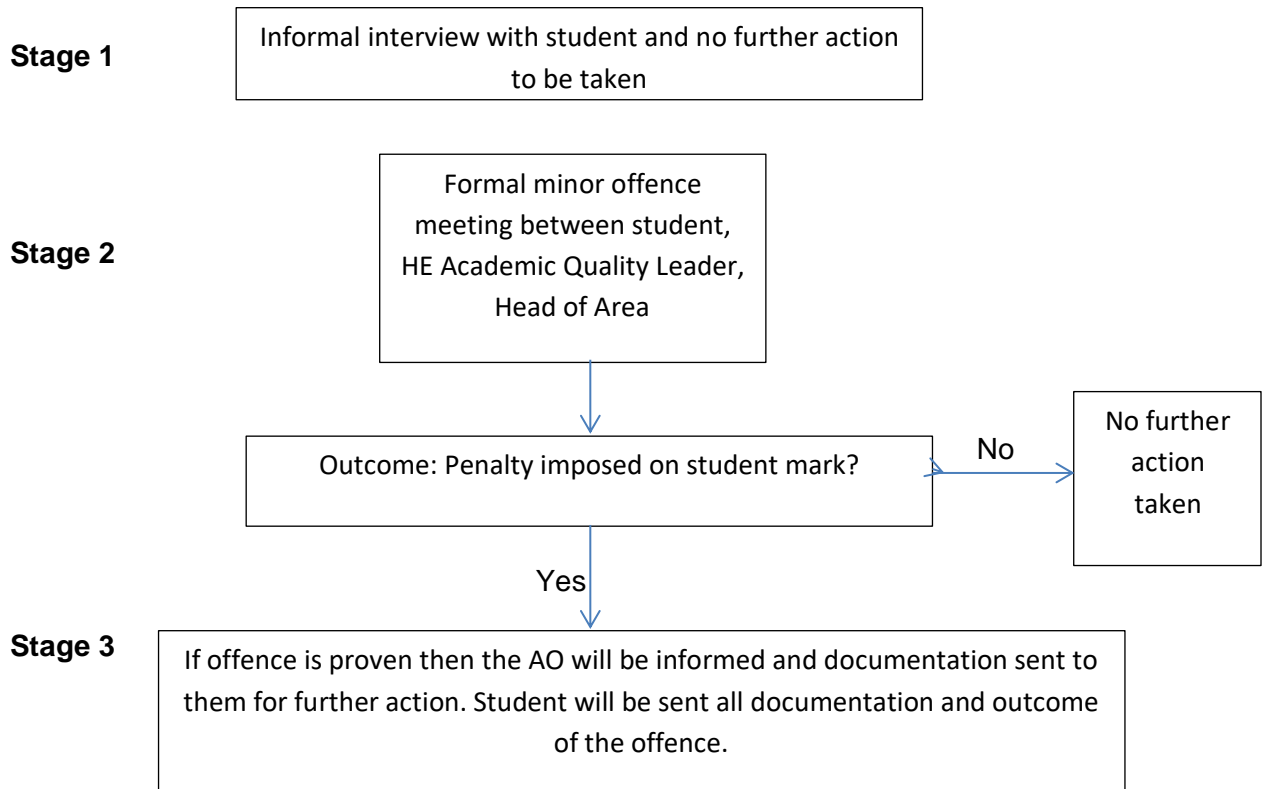 Stage 1
Informal interview with student and no further action
to be taken
Stage 2
Formal minor offence
meeting between student,
HE Academic Quality Leader,
Head of Area
Outcome: Penalty imposed on student mark?
No
No further
action
taken
Yes
Stage 3
If offence is proven then the AO will be informed and documentation sent to
them for further action. Student will be sent all documentation and outcome
of the offence.